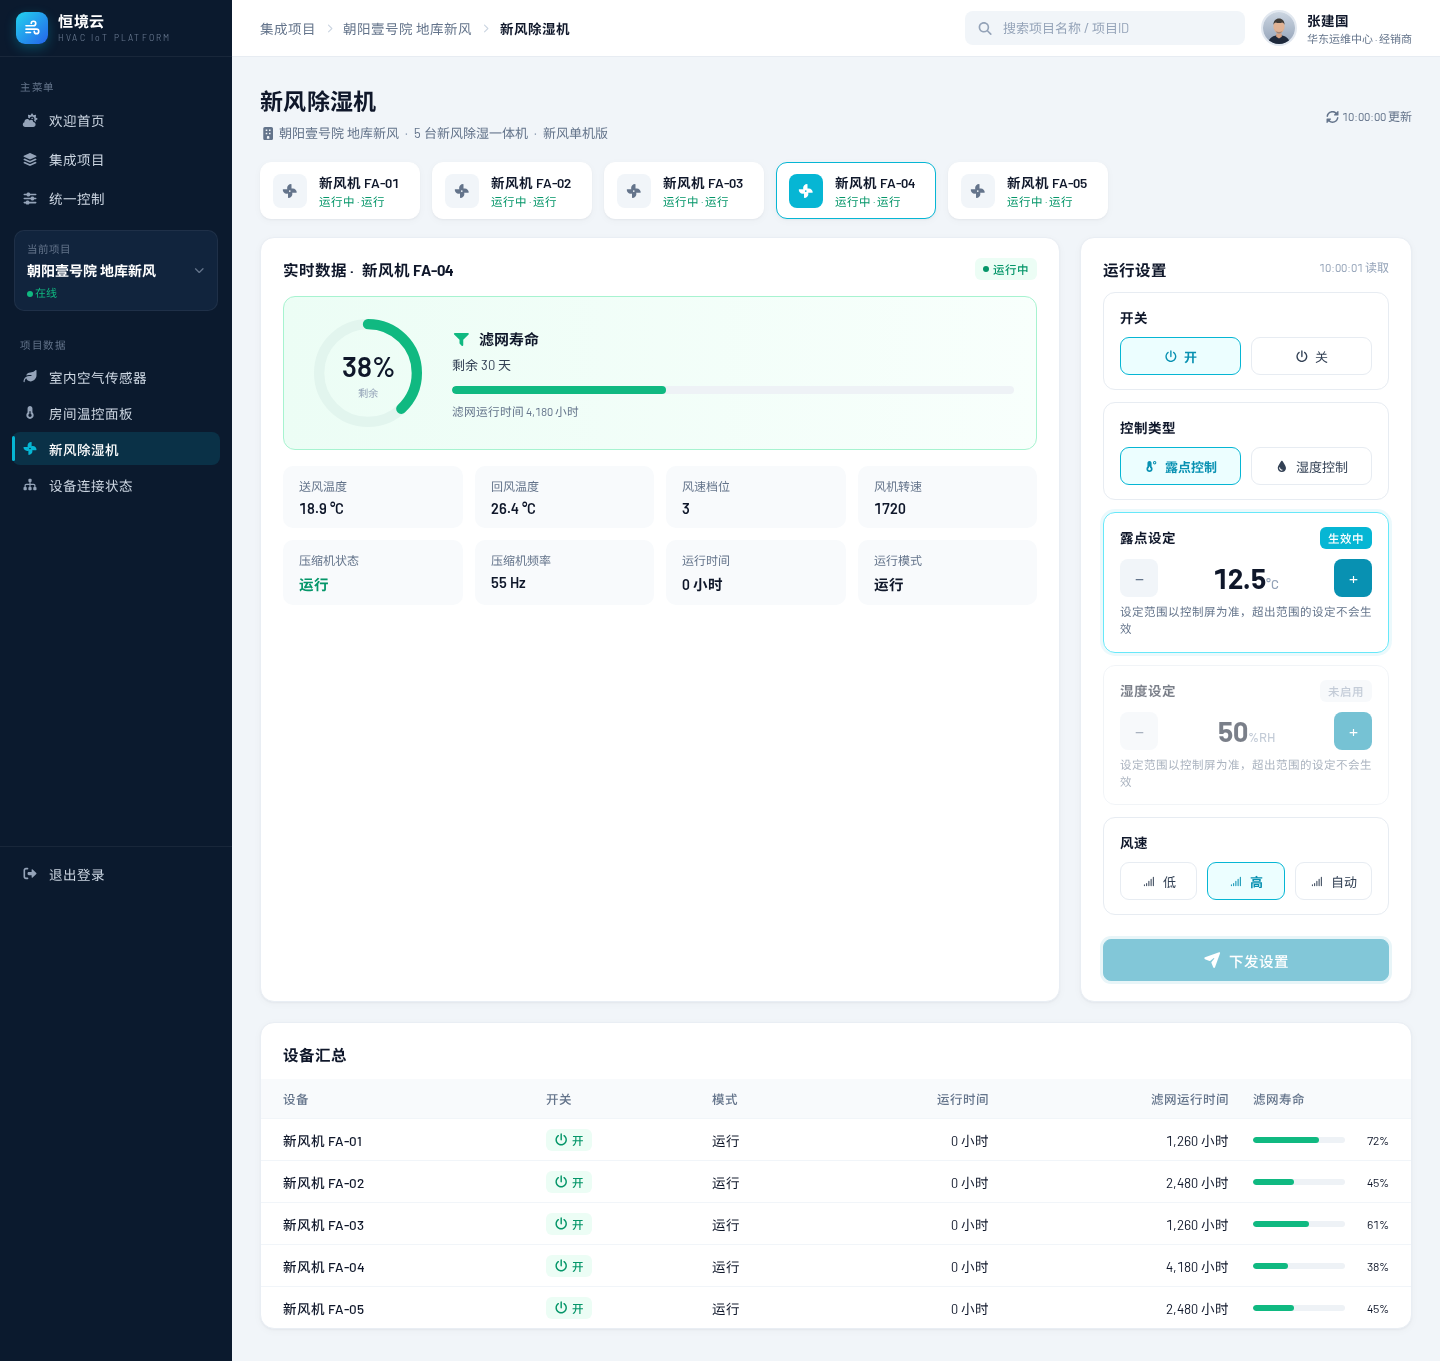 恒境云
HVAC IoT PLATFORM
主菜单
欢迎首页
集成项目
统一控制
当前项目
朝阳壹号院 地库新风
在线
项目数据
室内空气传感器
房间温控面板
新风除湿机
设备连接状态
退出登录
集成项目 > 朝阳壹号院 地库新风 > 新风除湿机
搜索项目名称 / 项目ID
张建国
华东运维中心 · 经销商
新风除湿机
朝阳壹号院 地库新风 · 5 台新风除湿一体机 · 新风单机版
10:00:00 更新
新风机 FA-01
运行中 · 运行
新风机 FA-02
运行中 · 运行
新风机 FA-03
运行中 · 运行
新风机 FA-04
运行中 · 运行
新风机 FA-05
运行中 · 运行
实时数据 · 新风机 FA-04
运行中
38%
剩余
滤网寿命
剩余 30 天
滤网运行时间 4,180 小时
送风温度
18.9 °C
回风温度
26.4 °C
风速档位
3
风机转速
1720
压缩机状态
运行
压缩机频率
55 Hz
运行时间
0 小时
运行模式
运行
运行设置
10:00:01 读取
开关
开
关
控制类型
露点控制
湿度控制
露点设定
生效中
− 12.5°C +
设定范围以控制屏为准，超出范围的设定不会生
效
湿度设定
未启用
− 50%RH +
设定范围以控制屏为准，超出范围的设定不会生
效
风速
低
高
自动
下发设置
设备汇总
设备 开关 模式 运行时间 滤网运行时间 滤网寿命
新风机 FA-01 开 运行 0 小时 1,260 小时 72%
新风机 FA-02 开 运行 0 小时 2,480 小时 45%
新风机 FA-03 开 运行 0 小时 1,260 小时 61%
新风机 FA-04 开 运行 0 小时 4,180 小时 38%
新风机 FA-05 开 运行 0 小时 2,480 小时 45%